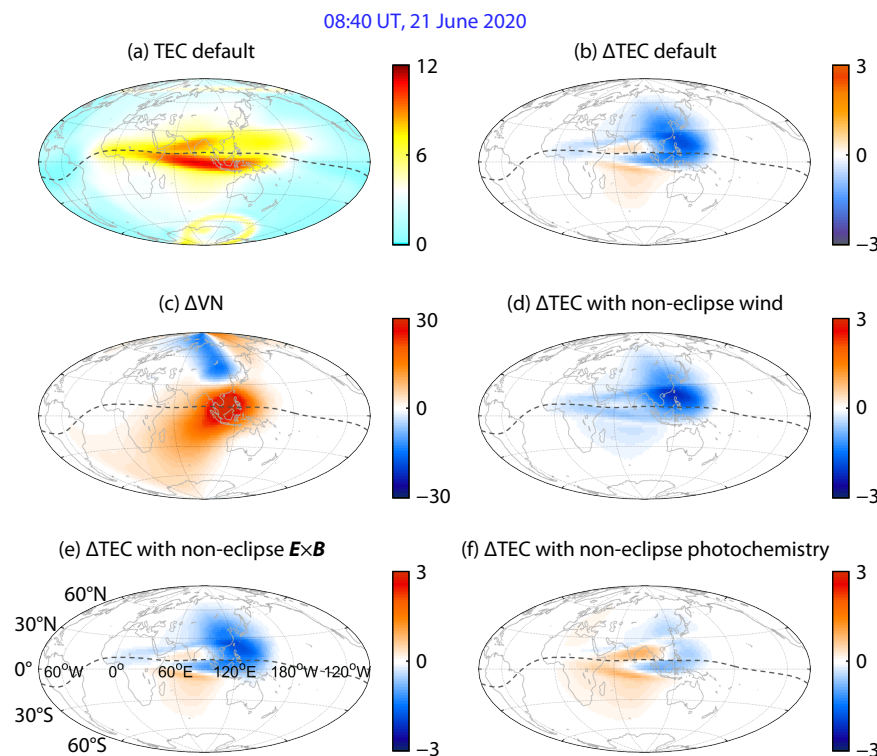 08:40 UT, 21 June 2020
(a) TEC default
(b) ΔTEC default
12
6
0
3
0
−3
(c) ΔVN
(d) ΔTEC with non-eclipse wind
30
0
−30
3
0
−3
(e) ΔTEC with non-eclipse E×B
(f) ΔTEC with non-eclipse photochemistry
60°N
30°N
0°
30°S
60°S
60°W 0° 60°E 120°E 180°W 120°W
3
0
−3
3
0
−3